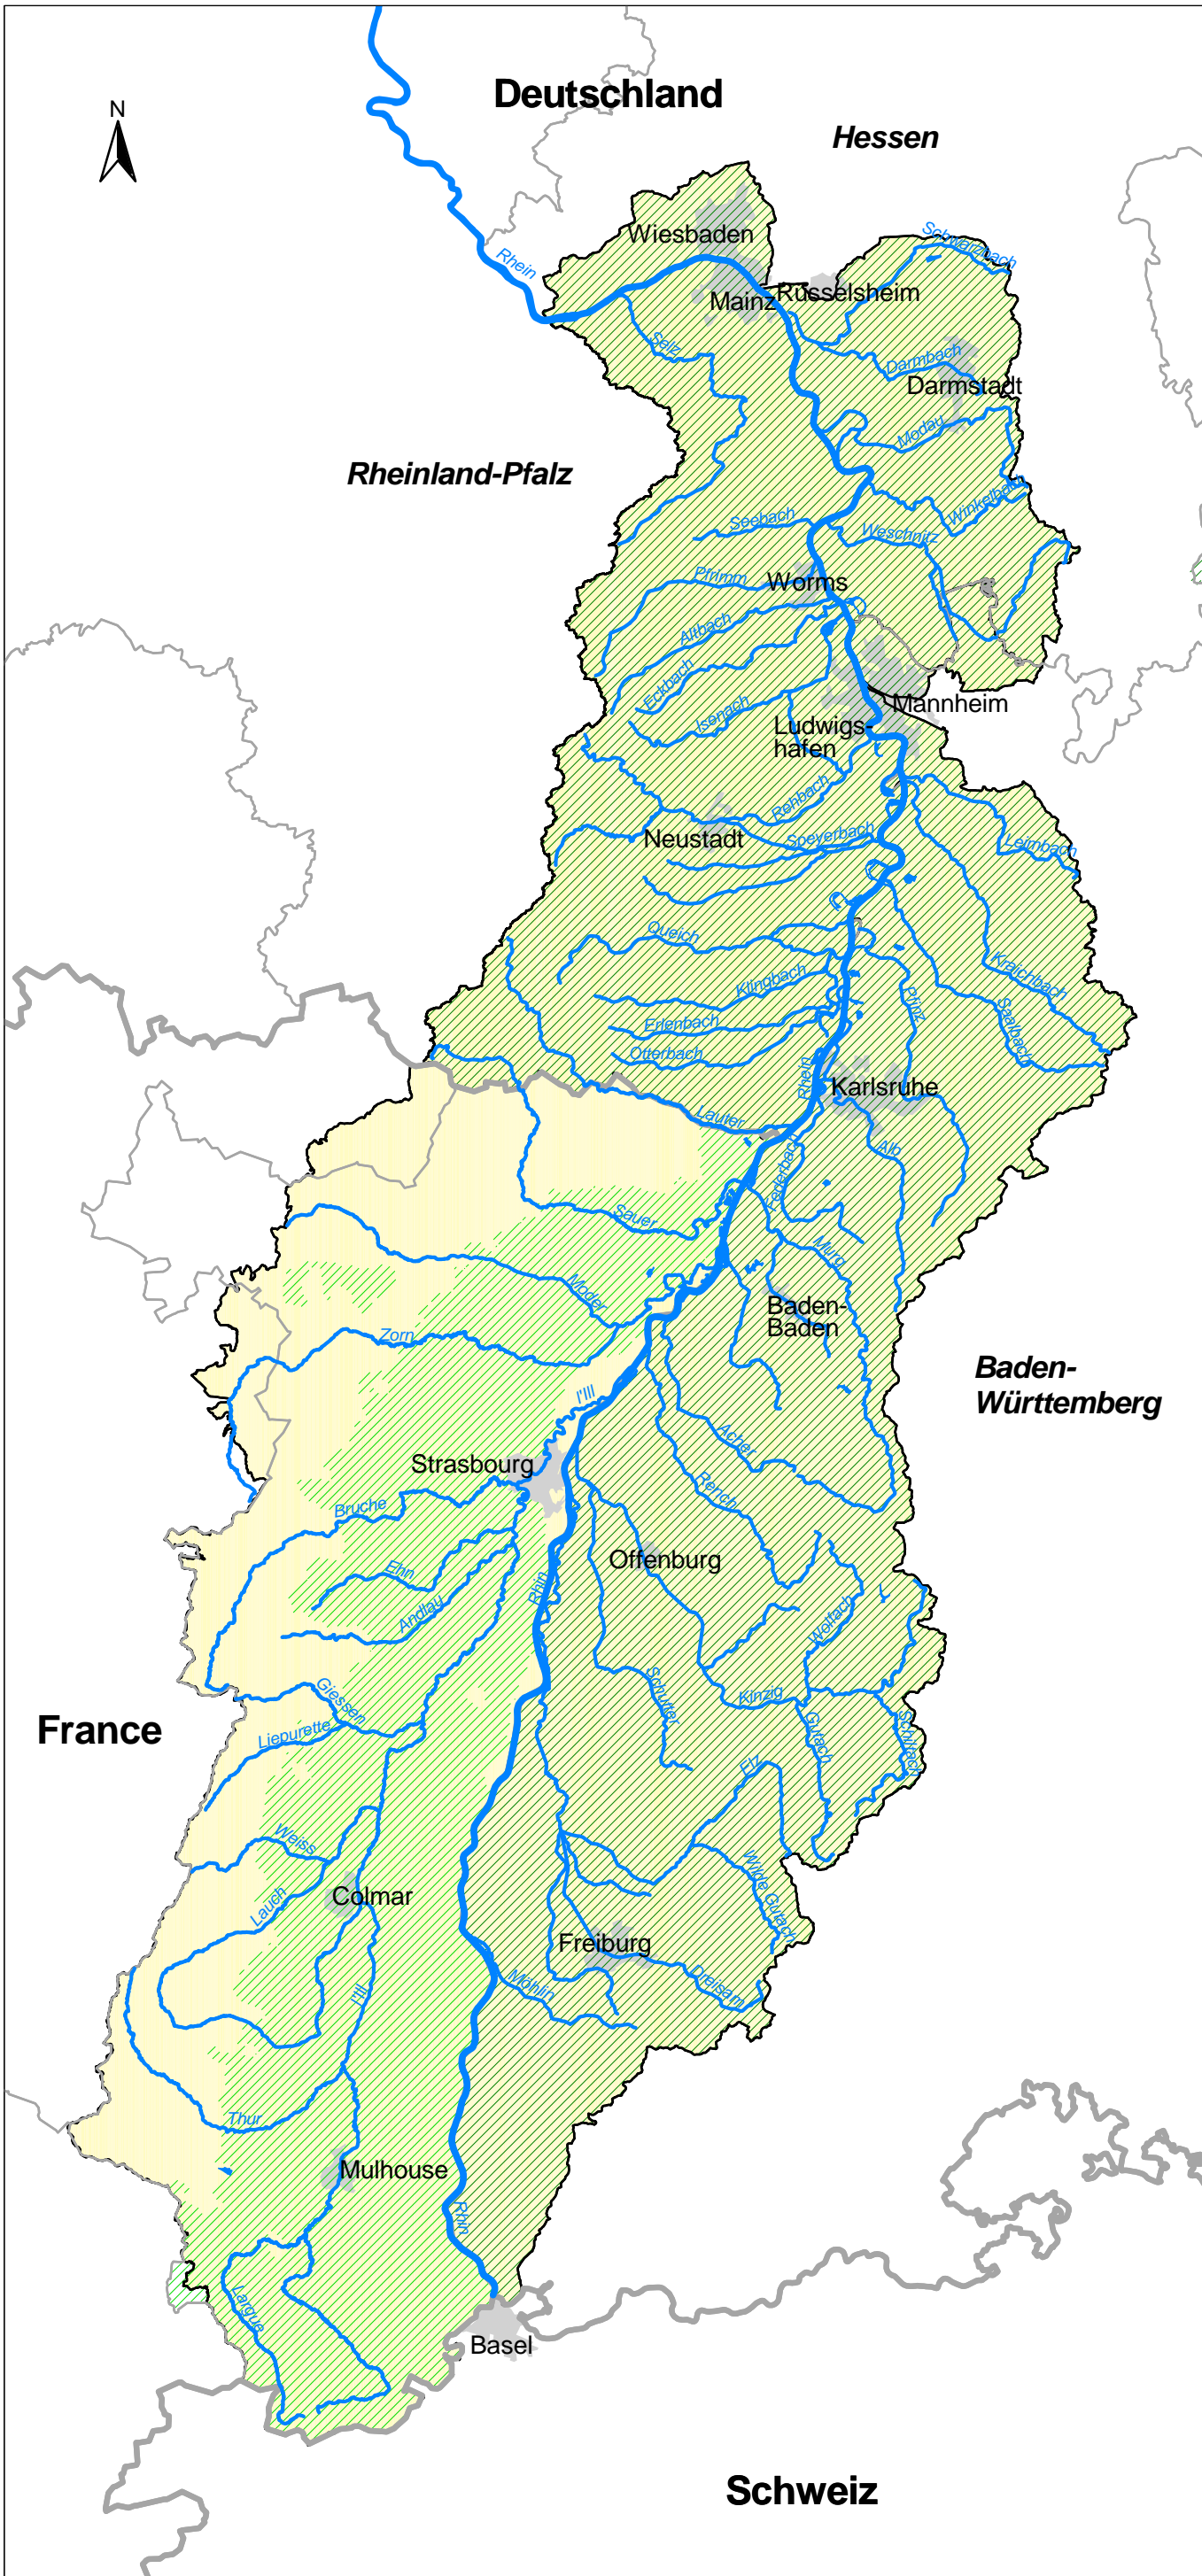 Deutschland
N
Hessen
Schwarzbach
Wiesbaden
Rhein
Mainz
Rüsselsheim
Selz
Darmbach
Darmstadt
Modau
Rheinland-Pfalz
Winkelbach
Seebach
Weschnitz
Pfrimm
Worms
Altbach
Eckbach
Isenach
Mannheim
Ludwigs-
hafen
Rehbach
Speyerbach
Neustadt
Leimbach
Queich
Kraichbach
Klingbach
Pfinz
Saalbach
Erlenbach
Otterbach
Rhein
Karlsruhe
Lauter
Alb
Federbach
Sauer
Murg
Moder
Baden-
Baden
Zorn
Baden-
Württemberg
l'Ill
Acher
Strasbourg
Rench
Bruche
Offenburg
Ehn
Rhin
Andlau
Wolfach
Schutter
Giessen
Kinzig
France
Liepurette
Gutach
Schiltach
Elz
Weiss
Wilde Gutach
Colmar
Lauch
Freiburg
l'Ill
Möhlin
Dreisam
Thur
Mulhouse
Rhin
Largue
Basel
Schweiz